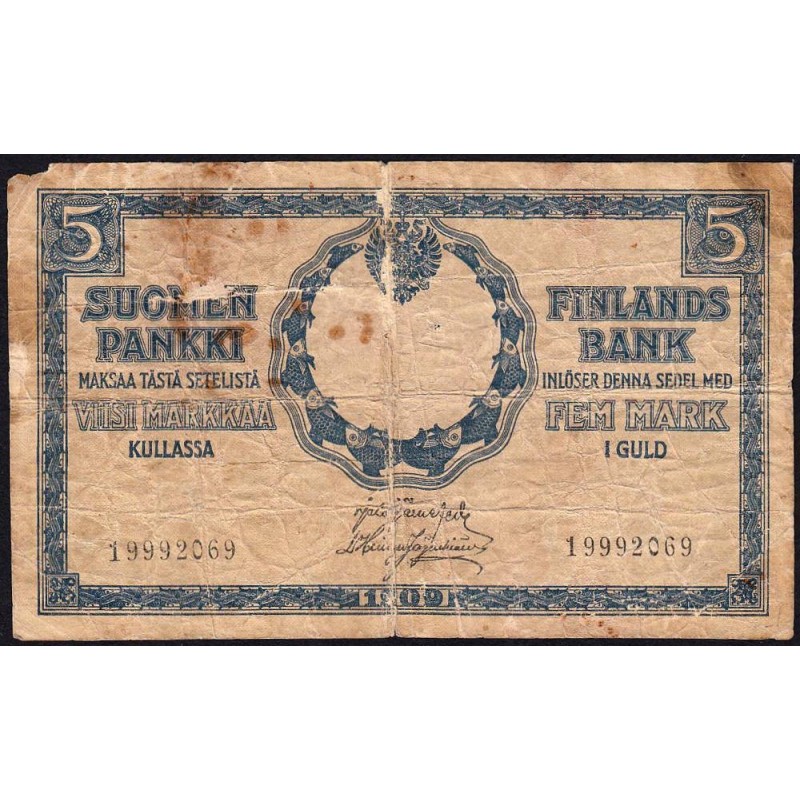 5 5
SUOMEN
PANKKI
MAKSAA TÄSTÄ SETELISTÄ
VIISI MARKKAA
KULLASSA
FINLANDS
BANK
INLÖSER DENNA SEDEL MED
FEM MARK
I GULD
19992069 19992069
1909